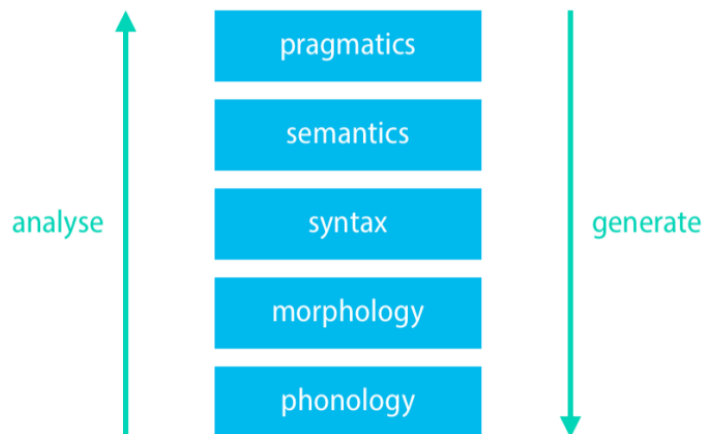 pragmatics
semantics
analyse
syntax
generate
morphology
phonology